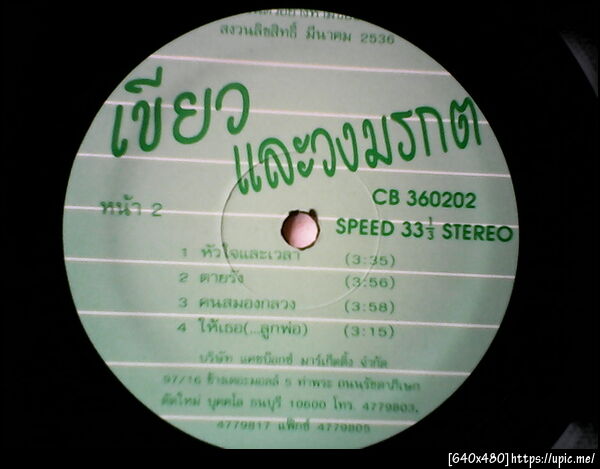 สงวนลิขสิทธิ์ มีนาคม 2536
เขียว
และวงมรกต
CB 360202
หน้า 2
SPEED 33 1/3 STEREO
1 หัวใจและเวลา (3:35)
2 ตายรัง (3:56)
3 คนสมองกลวง (3:58)
4 ให้เธอ(...ลูกพ่อ) (3:15)
บริษัท แคชบ๊อกซ์ มาร์เก็ตติ้ง จำกัด
97/16 ซ้ายเดอะมอลล์ 5 ท่าพระ ถนนรัชดาภิเษก
ตัดใหม่ บุคคโล ธนบุรี 10600 โทร. 4779803,
4779817 แฟ๊กซ์ 4779805
[640x480]https://upic.me/